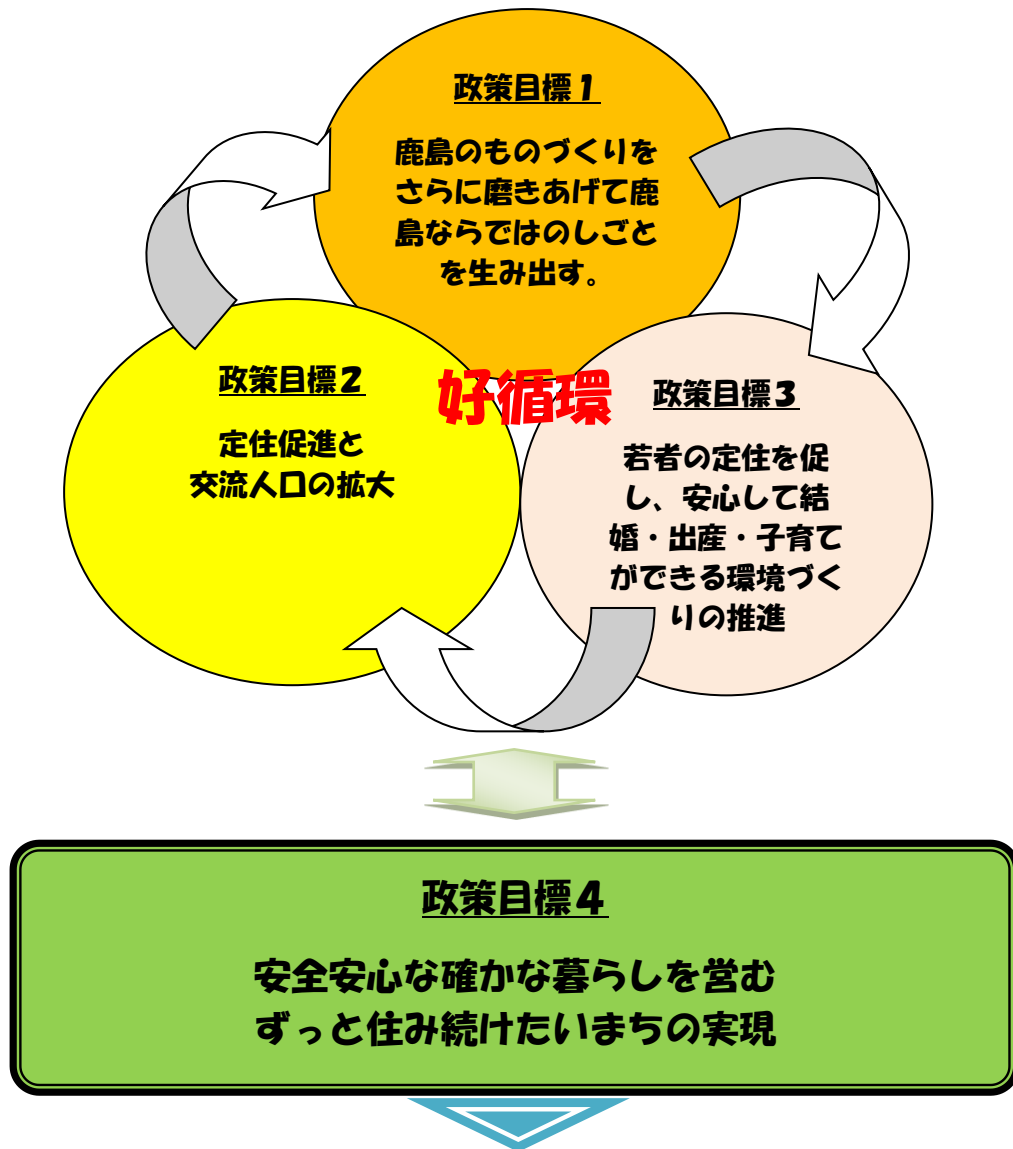 政策目標１
鹿島のものづくりを
さらに磨きあげて鹿
島ならではのしごと
を生み出す。
好循環
政策目標２
定住促進と
交流人口の拡大
政策目標３
若者の定住を促
し、安心して結
婚・出産・子育て
ができる環境づく
りの推進
政策目標４
安全安心な確かな暮らしを営む
ずっと住み続けたいまちの実現